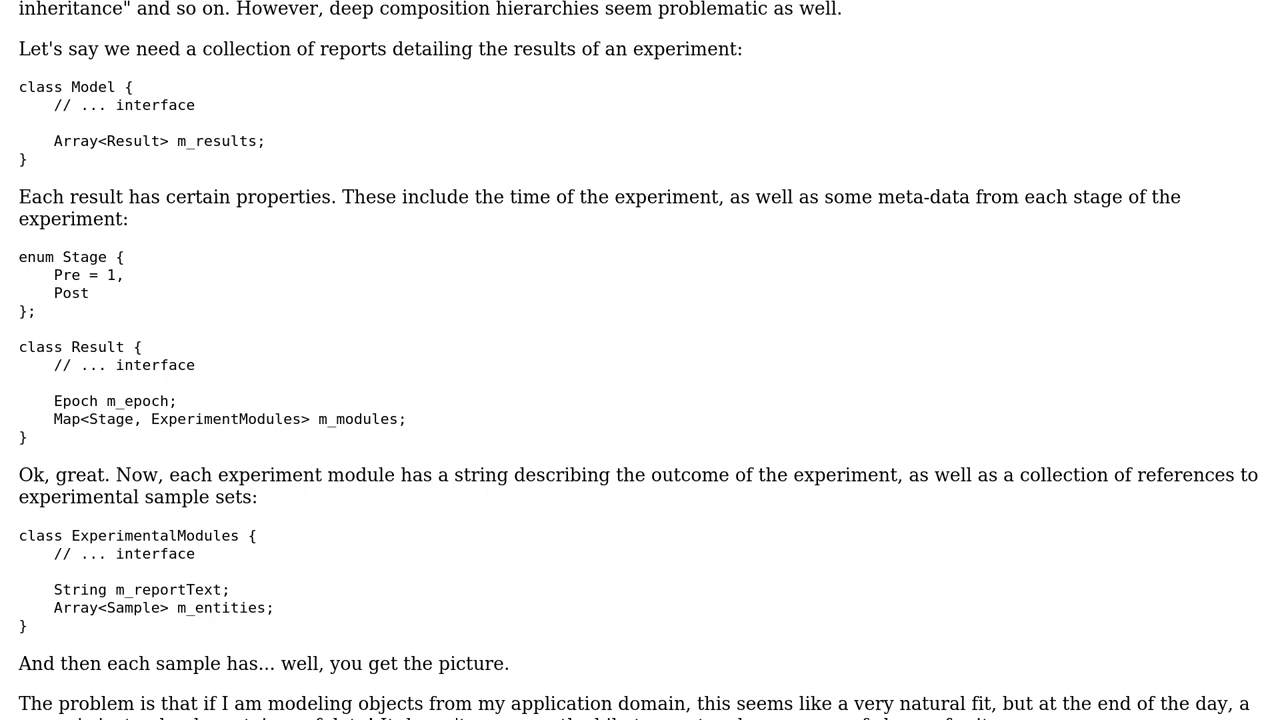 inheritance" and so on. However, deep composition hierarchies seem problematic as well.
Let's say we need a collection of reports detailing the results of an experiment:
class Model {
    // ... interface
    Array<Result> m_results;
}
Each result has certain properties. These include the time of the experiment, as well as some meta-data from each stage of the
experiment:
enum Stage {
    Pre = 1,
    Post
};
class Result {
    // ... interface
    Epoch m_epoch;
    Map<Stage, ExperimentModules> m_modules;
}
Ok, great. Now, each experiment module has a string describing the outcome of the experiment, as well as a collection of references to
experimental sample sets:
class ExperimentalModules {
    // ... interface
    String m_reportText;
    Array<Sample> m_entities;
}
And then each sample has... well, you get the picture.
The problem is that if I am modeling objects from my application domain, this seems like a very natural fit, but at the end of the day, a